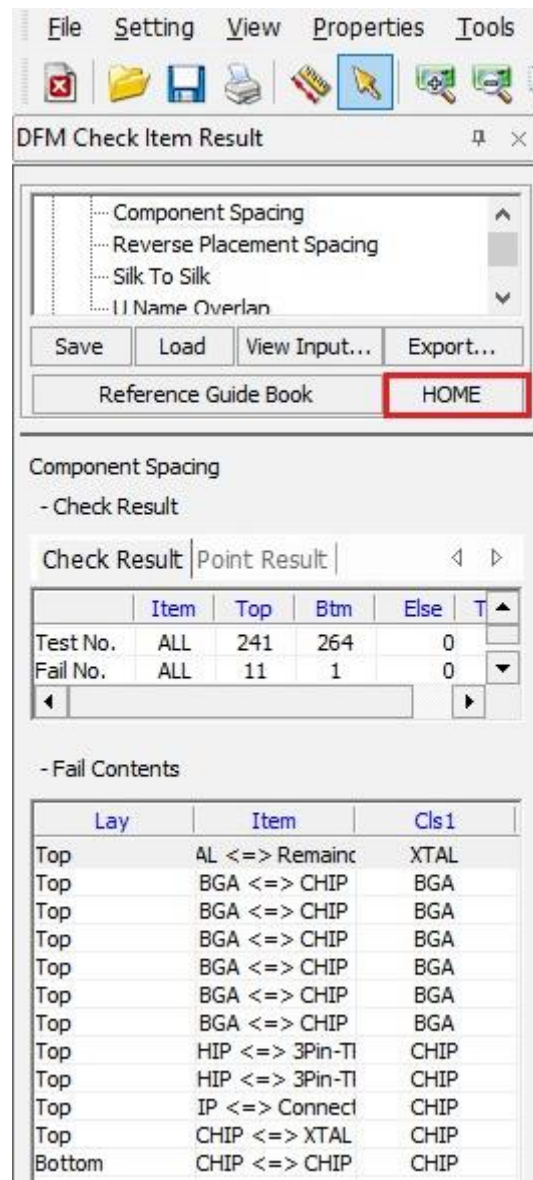 File Setting View Properties Tools
DFM Check Item Result
Component Spacing
Reverse Placement Spacing
Silk To Silk
U Name Overlap
Save Load View Input... Export...
Reference Guide Book HOME
Component Spacing
- Check Result
Check Result Point Result
Item Top Btm Else T
Test No. ALL 241 264 0
Fail No. ALL 11 1 0
- Fail Contents
Lay Item Cls1
Top AL <=> Remainc XTAL
Top BGA <=> CHIP BGA
Top BGA <=> CHIP BGA
Top BGA <=> CHIP BGA
Top BGA <=> CHIP BGA
Top BGA <=> CHIP BGA
Top BGA <=> CHIP BGA
Top HIP <=> 3Pin-TI CHIP
Top HIP <=> 3Pin-TI CHIP
Top IP <=> Connect CHIP
Top CHIP <=> XTAL CHIP
Bottom CHIP <=> CHIP CHIP